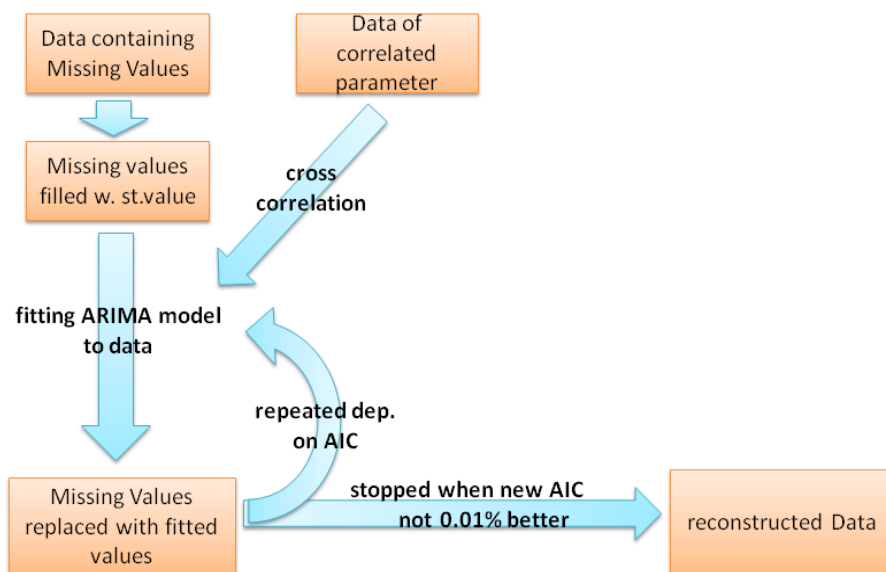 Data containing
Missing Values
Data of
correlated
parameter
Missing values
filled w. st.value
cross
correlation
fitting ARIMA model
to data
repeated dep.
on AIC
Missing Values
replaced with fitted
values
stopped when new AIC
not 0.01% better
reconstructed Data